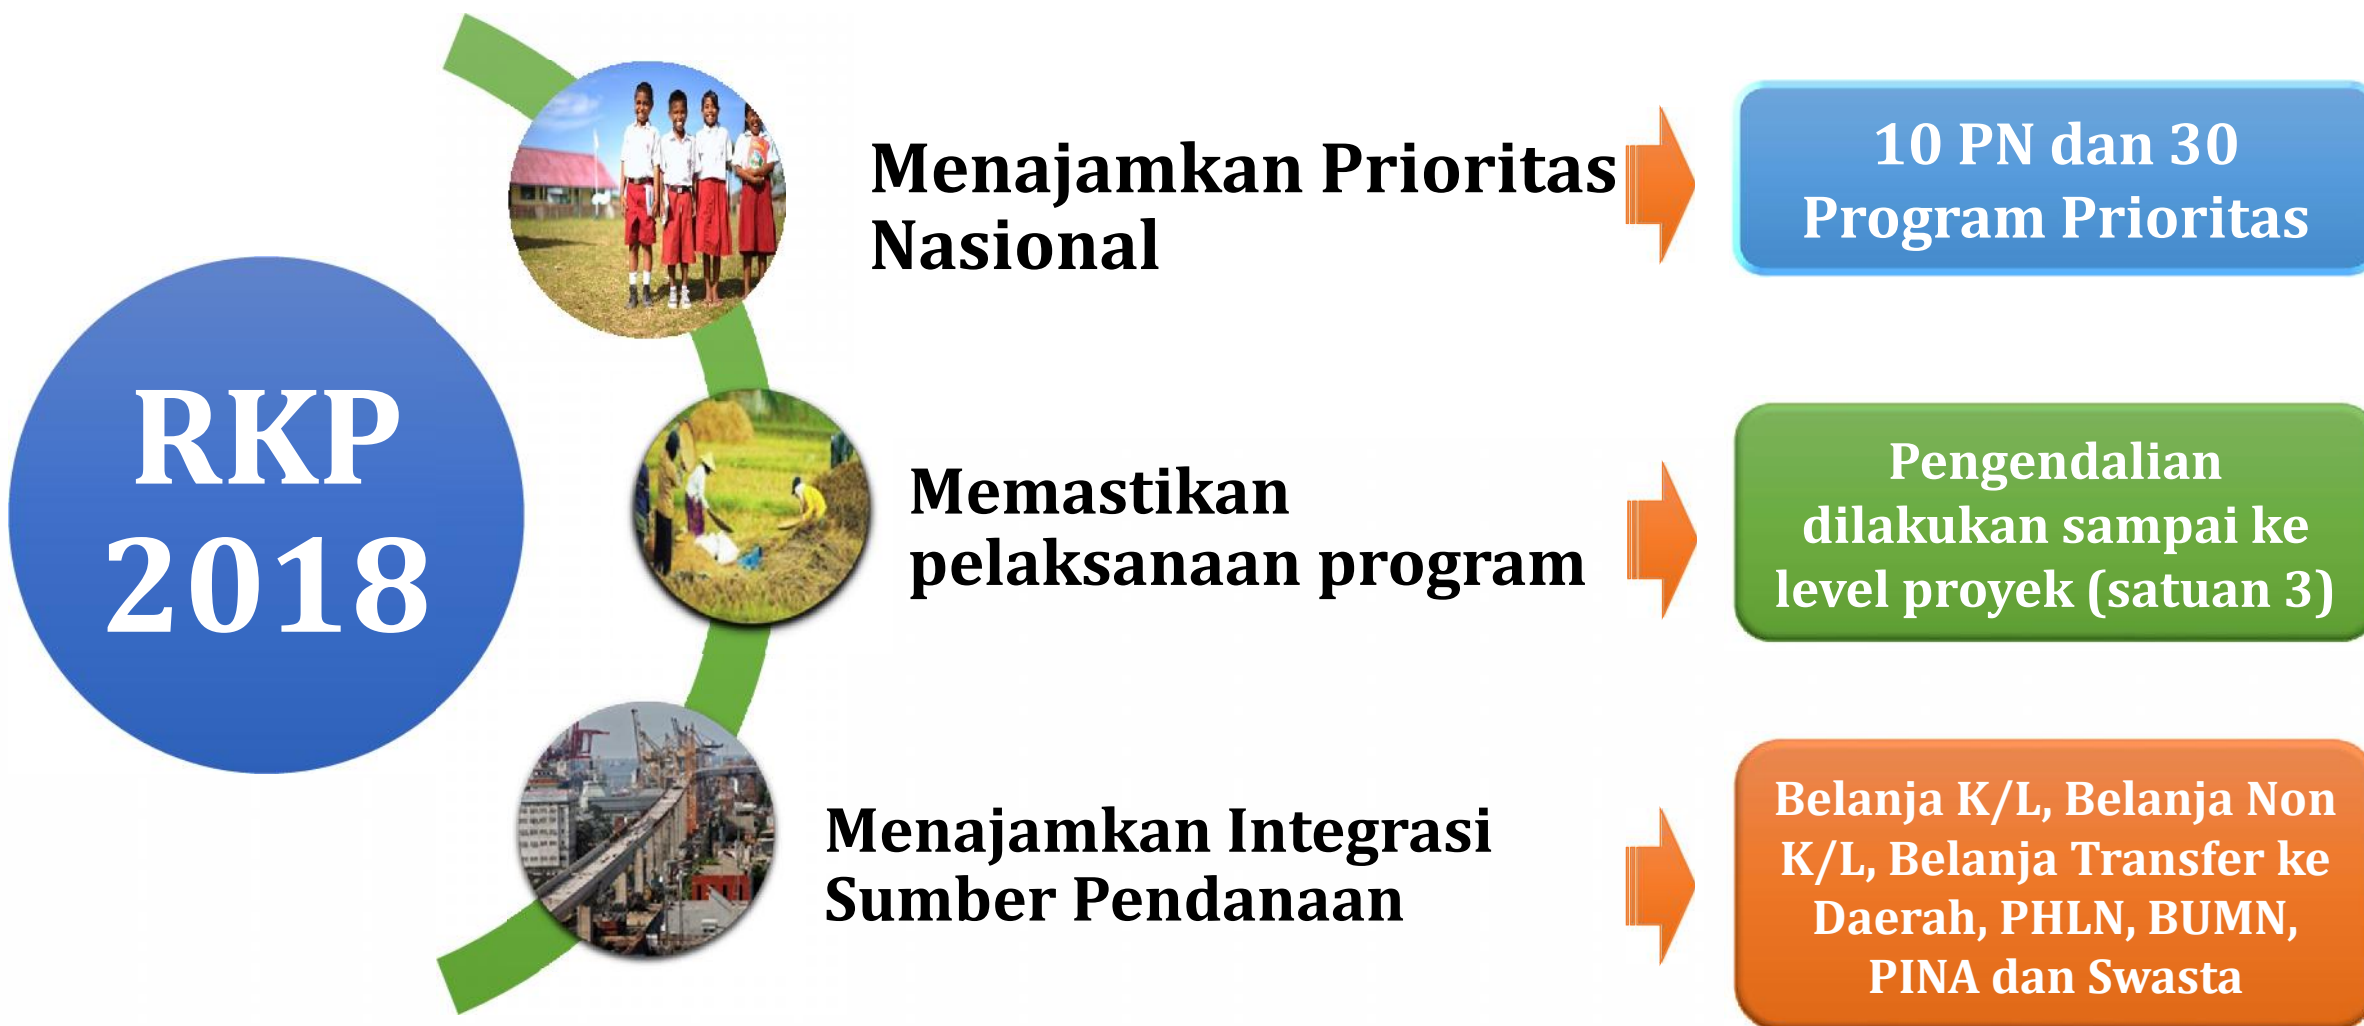 RKP
2018
Menajamkan Prioritas
Nasional
10 PN dan 30
Program Prioritas
Memastikan
pelaksanaan program
Pengendalian
dilakukan sampai ke
level proyek (satuan 3)
Menajamkan Integrasi
Sumber Pendanaan
Belanja K/L, Belanja Non
K/L, Belanja Transfer ke
Daerah, PHLN, BUMN,
PINA dan Swasta